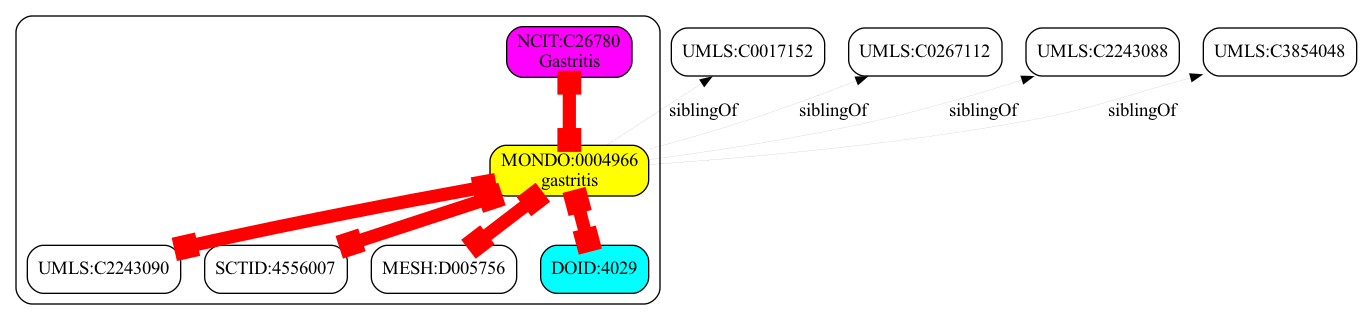 NCIT:C26780
Gastritis
UMLS:C0017152
UMLS:C0267112
UMLS:C2243088
UMLS:C3854048
siblingOf
siblingOf
siblingOf
siblingOf
MONDO:0004966
gastritis
UMLS:C2243090
SCTID:4556007
MESH:D005756
DOID:4029